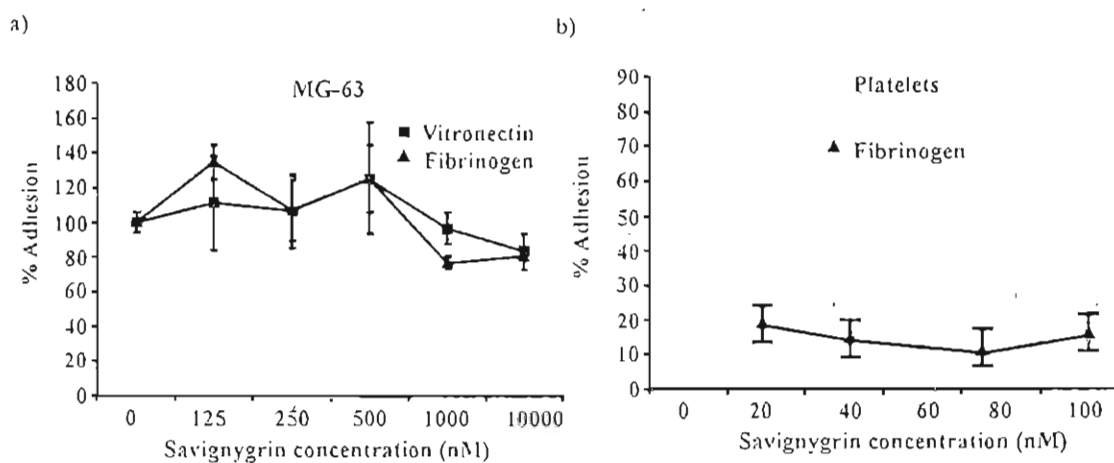 a)
MG-63
Vitronectin
Fibrinogen
% Adhesion
180
160
140
120
100
80
60
40
20
0
0 125 250 500 1000 10000
Savignygrin concentration (nM)
b)
Platelets
Fibrinogen
% Adhesion
90
80
70
60
50
40
30
20
10
0
0 20 40 60 80 100
Savignygrin concentration (nM)